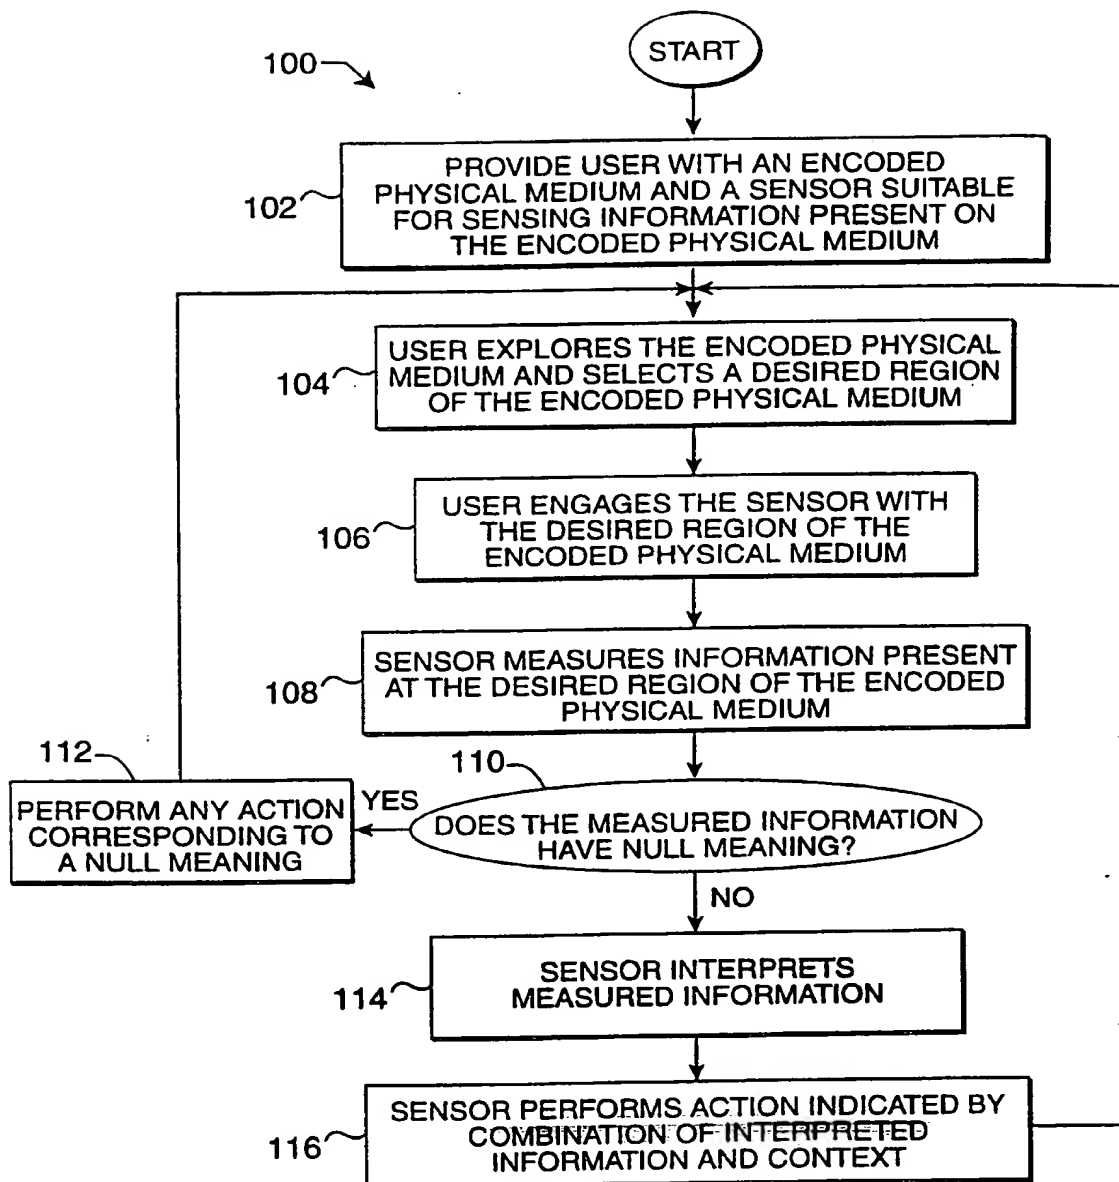 START
100
PROVIDE USER WITH AN ENCODED
PHYSICAL MEDIUM AND A SENSOR SUITABLE
FOR SENSING INFORMATION PRESENT ON
THE ENCODED PHYSICAL MEDIUM
102
USER EXPLORES THE ENCODED PHYSICAL
MEDIUM AND SELECTS A DESIRED REGION
OF THE ENCODED PHYSICAL MEDIUM
104
USER ENGAGES THE SENSOR WITH
THE DESIRED REGION OF THE
ENCODED PHYSICAL MEDIUM
106
SENSOR MEASURES INFORMATION PRESENT
AT THE DESIRED REGION OF THE ENCODED
PHYSICAL MEDIUM
108
110
DOES THE MEASURED INFORMATION
HAVE NULL MEANING?
YES
112
PERFORM ANY ACTION
CORRESPONDING TO
A NULL MEANING
NO
SENSOR INTERPRETS
MEASURED INFORMATION
114
SENSOR PERFORMS ACTION INDICATED BY
COMBINATION OF INTERPRETED
INFORMATION AND CONTEXT
116